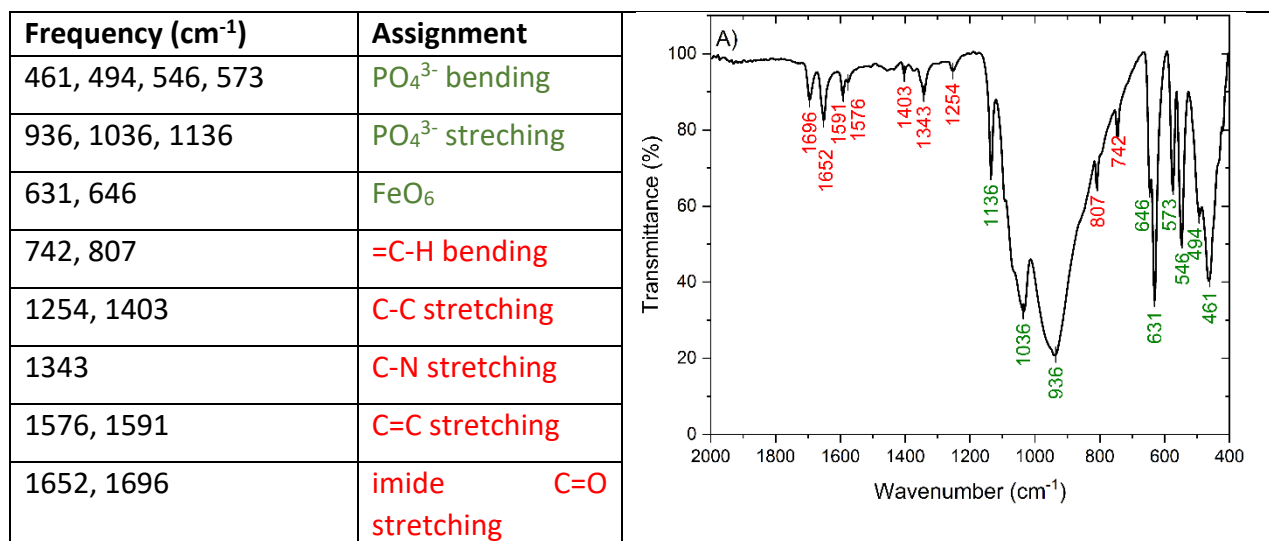 Frequency (cm-1) Assignment
461, 494, 546, 573 PO43- bending
936, 1036, 1136 PO43- streching
631, 646 FeO6
742, 807 =C-H bending
1254, 1403 C-C stretching
1343 C-N stretching
1576, 1591 C=C stretching
1652, 1696 imide C=O
stretching
A)
Transmittance (%)
100
80
60
40
20
0
1696
1652
1591
1576
1403
1343
1254
1136
1036
936
807
742
646
631
573
546
494
461
2000 1800 1600 1400 1200 1000 800 600 400
Wavenumber (cm-1)